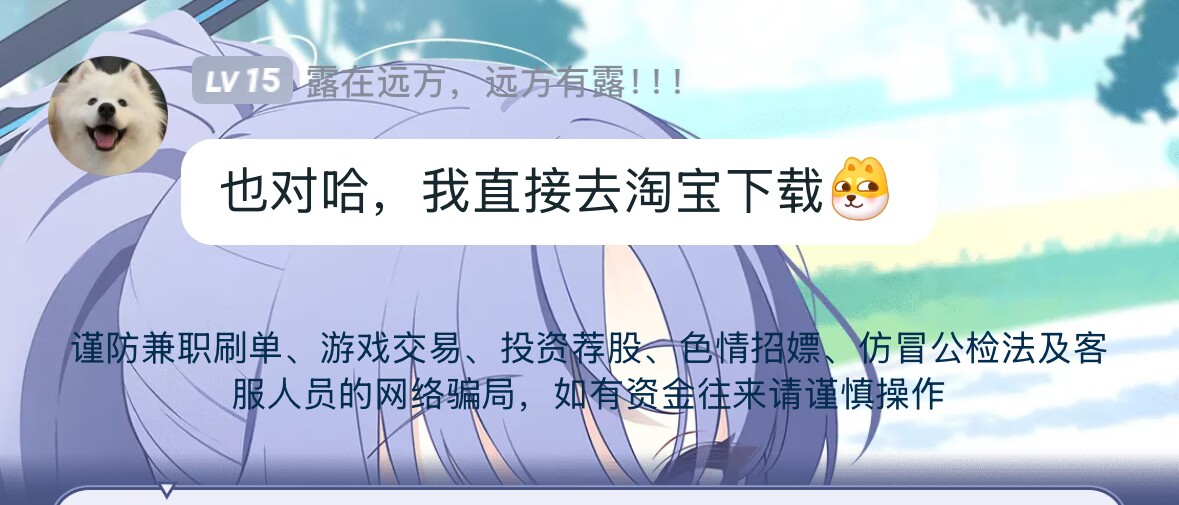 LV 15 露在远方，远方有露!!!
也对哈，我直接去淘宝下载
谨防兼职刷单、游戏交易、投资荐股、色情招嫖、仿冒公检法及客
服人员的网络骗局，如有资金往来请谨慎操作